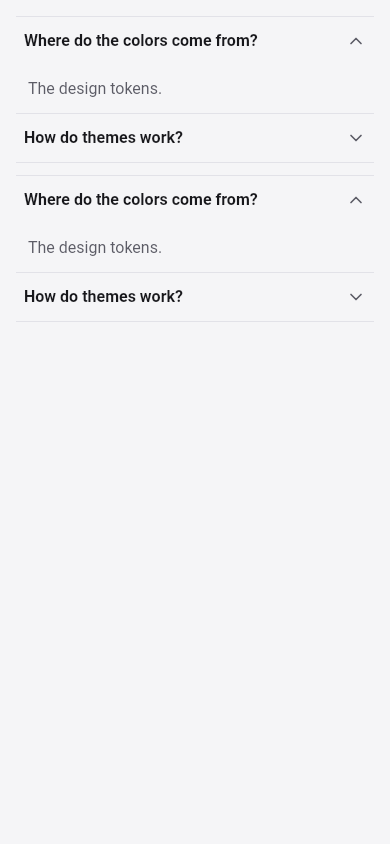 Where do the colors come from?
The design tokens.
How do themes work?
Where do the colors come from?
The design tokens.
How do themes work?